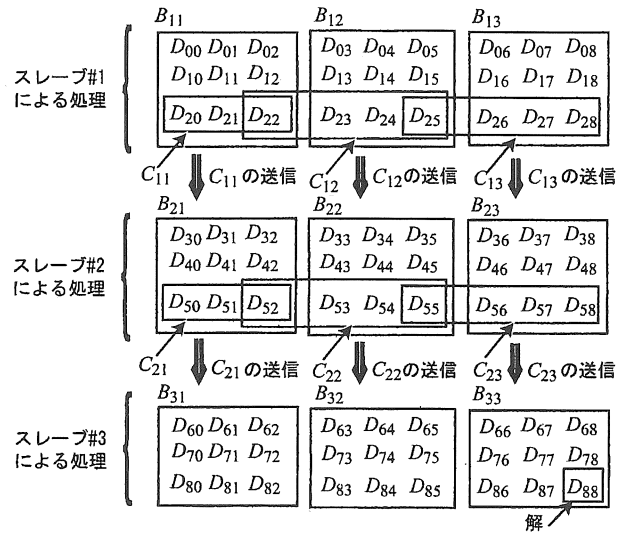 B11 B12 B13
D00 D01 D02 D03 D04 D05 D06 D07 D08
スレーブ#1
による処理
D10 D11 D12 D13 D14 D15 D16 D17 D18
D20 D21 D22 D23 D24 D25 D26 D27 D28
C11 C11の送信 C12 C12の送信 C13 C13の送信
B21 B22 B23
D30 D31 D32 D33 D34 D35 D36 D37 D38
スレーブ#2
による処理
D40 D41 D42 D43 D44 D45 D46 D47 D48
D50 D51 D52 D53 D54 D55 D56 D57 D58
C21 C21の送信 C22 C22の送信 C23 C23の送信
B31 B32 B33
D60 D61 D62 D63 D64 D65 D66 D67 D68
スレーブ#3
による処理
D70 D71 D72 D73 D74 D75 D76 D77 D78
D80 D81 D82 D83 D84 D85 D86 D87 D88
解